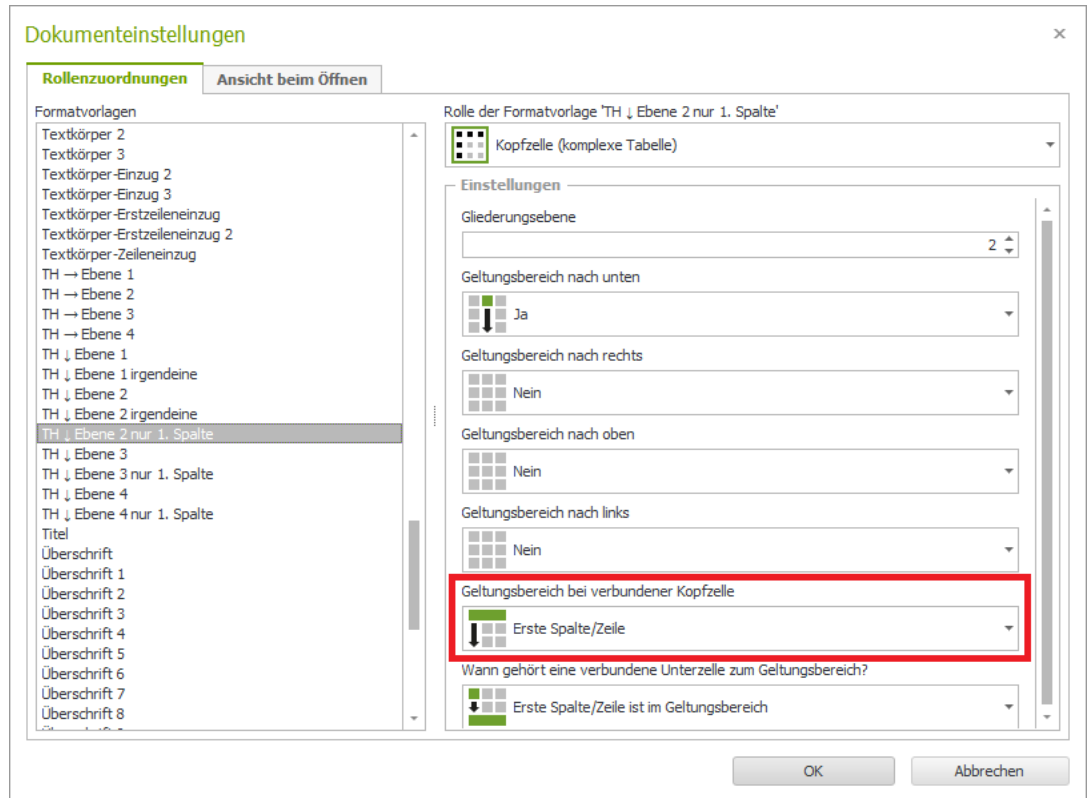 Dokumenteinstellungen
Rollenzuordnungen
Ansicht beim Öffnen
Formatvorlagen
Textkörper 2
Textkörper 3
Textkörper-Einzug 2
Textkörper-Einzug 3
Textkörper-Erstzeileneinzug
Textkörper-Erstzeileneinzug 2
Textkörper-Zeileneinzug
TH → Ebene 1
TH → Ebene 2
TH → Ebene 3
TH → Ebene 4
TH ↓ Ebene 1
TH ↓ Ebene 1 irgendeine
TH ↓ Ebene 2
TH ↓ Ebene 2 irgendeine
TH ↓ Ebene 2 nur 1. Spalte
TH ↓ Ebene 3
TH ↓ Ebene 3 nur 1. Spalte
TH ↓ Ebene 4
TH ↓ Ebene 4 nur 1. Spalte
Titel
Überschrift
Überschrift 1
Überschrift 2
Überschrift 3
Überschrift 4
Überschrift 5
Überschrift 6
Überschrift 7
Überschrift 8
Rolle der Formatvorlage 'TH ↓ Ebene 2 nur 1. Spalte'
Kopfzelle (komplexe Tabelle)
Einstellungen
Gliederungsebene
2
Geltungsbereich nach unten
Ja
Geltungsbereich nach rechts
Nein
Geltungsbereich nach oben
Nein
Geltungsbereich nach links
Nein
Geltungsbereich bei verbundener Kopfzelle
Erste Spalte/Zeile
Wann gehört eine verbundene Unterzelle zum Geltungsbereich?
Erste Spalte/Zeile ist im Geltungsbereich
OK
Abbrechen